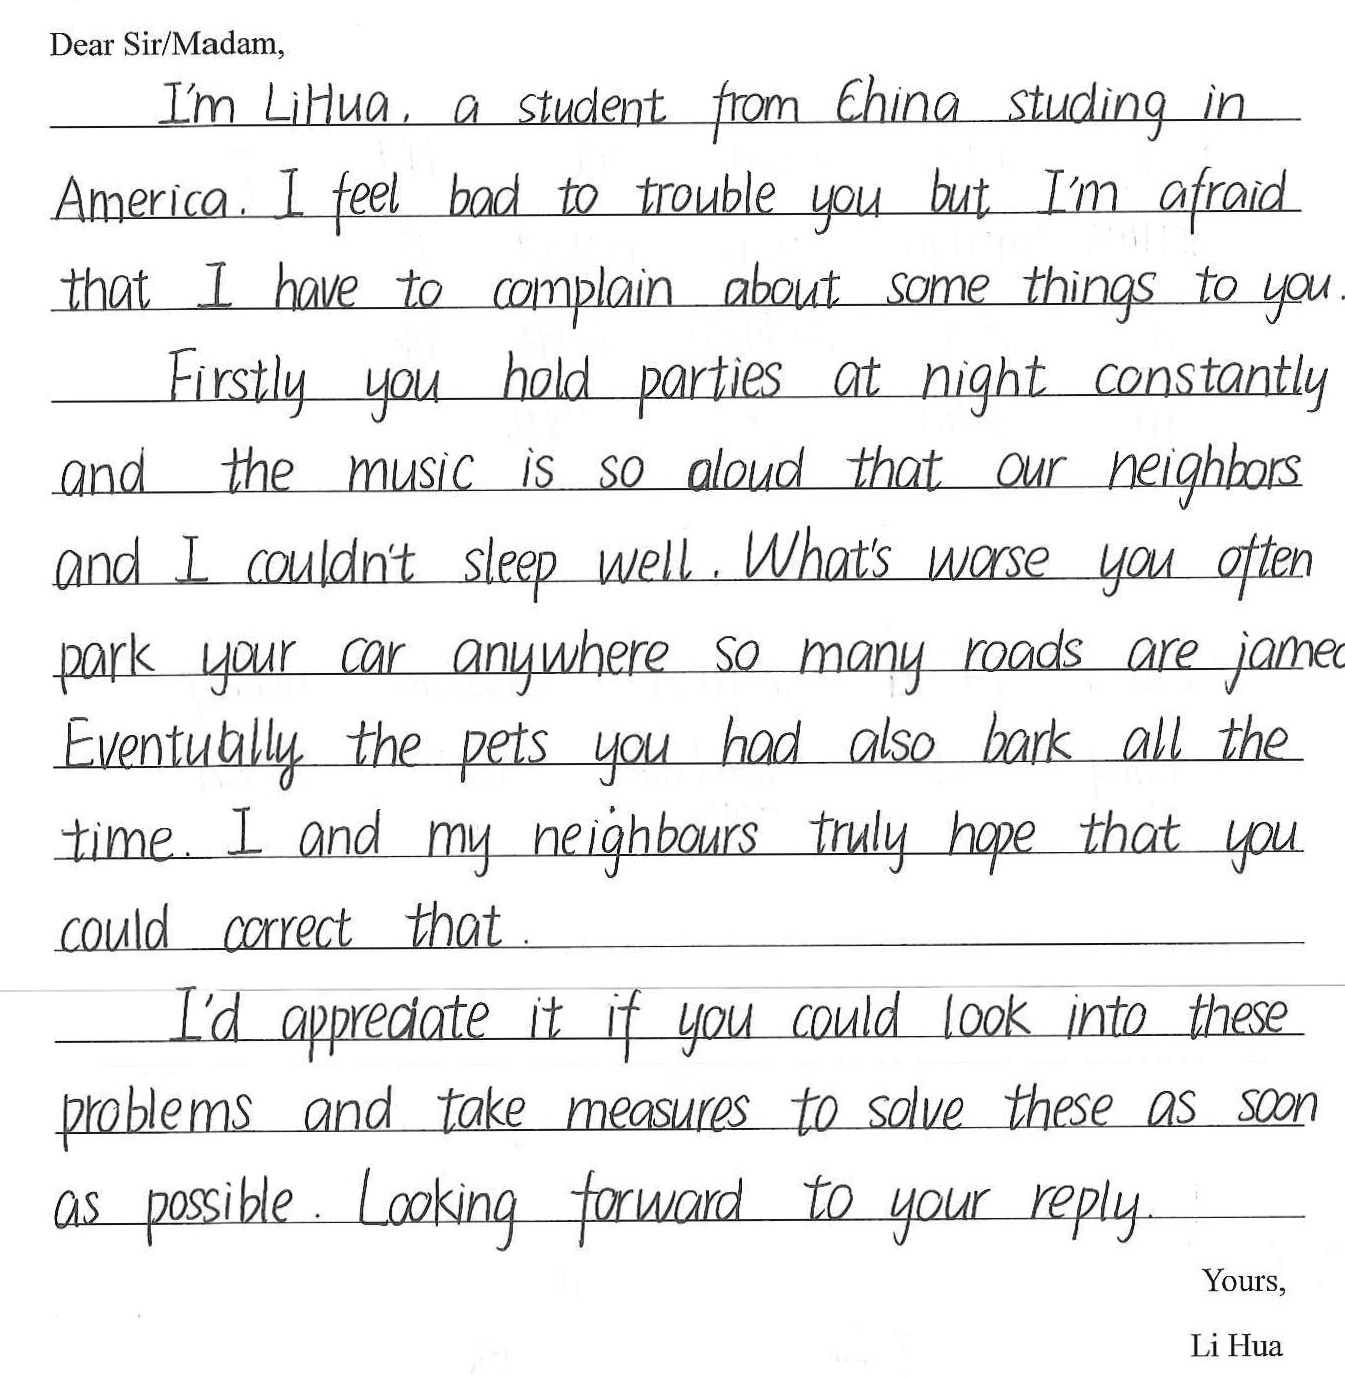 Dear Sir/Madam,
I'm LiHua, a student from China studing in
America. I feel bad to trouble you but I'm afraid
that I have to complain about some things to you.
Firstly you hold parties at night constantly
and the music is so aloud that our neighbors
and I couldn't sleep well. What's worse you often
park your car anywhere so many roads are jamed
Eventually the pets you had also bark all the
time. I and my neighbours truly hope that you
could correct that.
I'd appreciate it if you could look into these
problems and take measures to solve these as soon
as possible. Looking forward to your reply.
Yours,
Li Hua